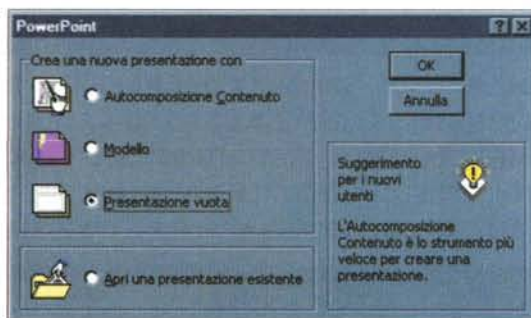 PowerPoint
Crea una nuova presentazione con
Autocomposizione Contenuto
Modello
Presentazione vuota
Apri una presentazione esistente
OK
Annulla
Suggerimento
per i nuovi
utenti
L'Autocomposizione
Contenuto è lo strumento più
veloce per creare una
presentazione.